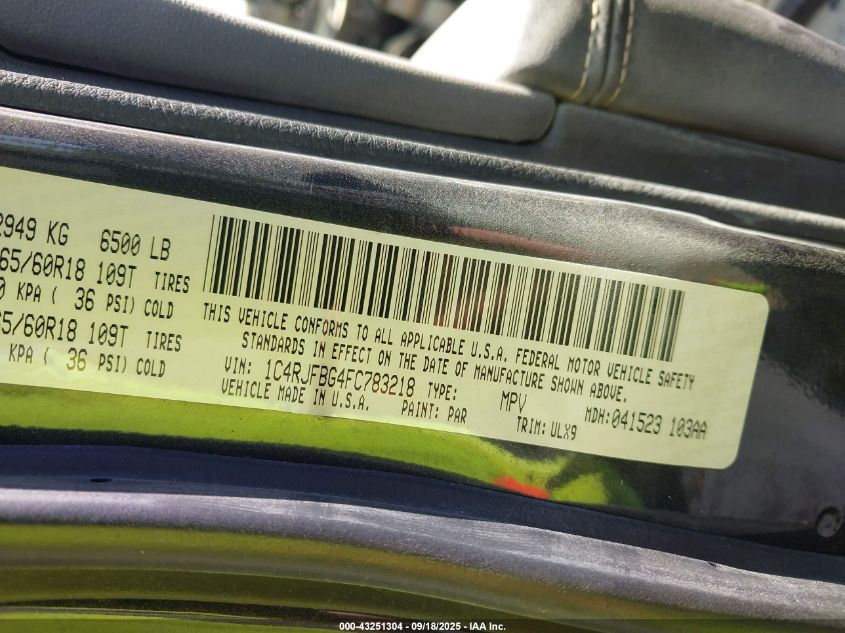 2949 KG 6500 LB
65/60R18 109T TIRES
0 KPA ( 36 PSI) COLD
65/60R18 109T TIRES
KPA ( 36 PSI) COLD
THIS VEHICLE CONFORMS TO ALL APPLICABLE U.S.A. FEDERAL MOTOR VEHICLE SAFETY
STANDARDS IN EFFECT ON THE DATE OF MANUFACTURE SHOWN ABOVE.
VIN: 1C4RJFBG4FC783218 TYPE: MPV MDH:041523 103AA
VEHICLE MADE IN U.S.A. PAINT: PAR TRIM: ULX9
000-43251304 - 09/18/2025 - IAA Inc.